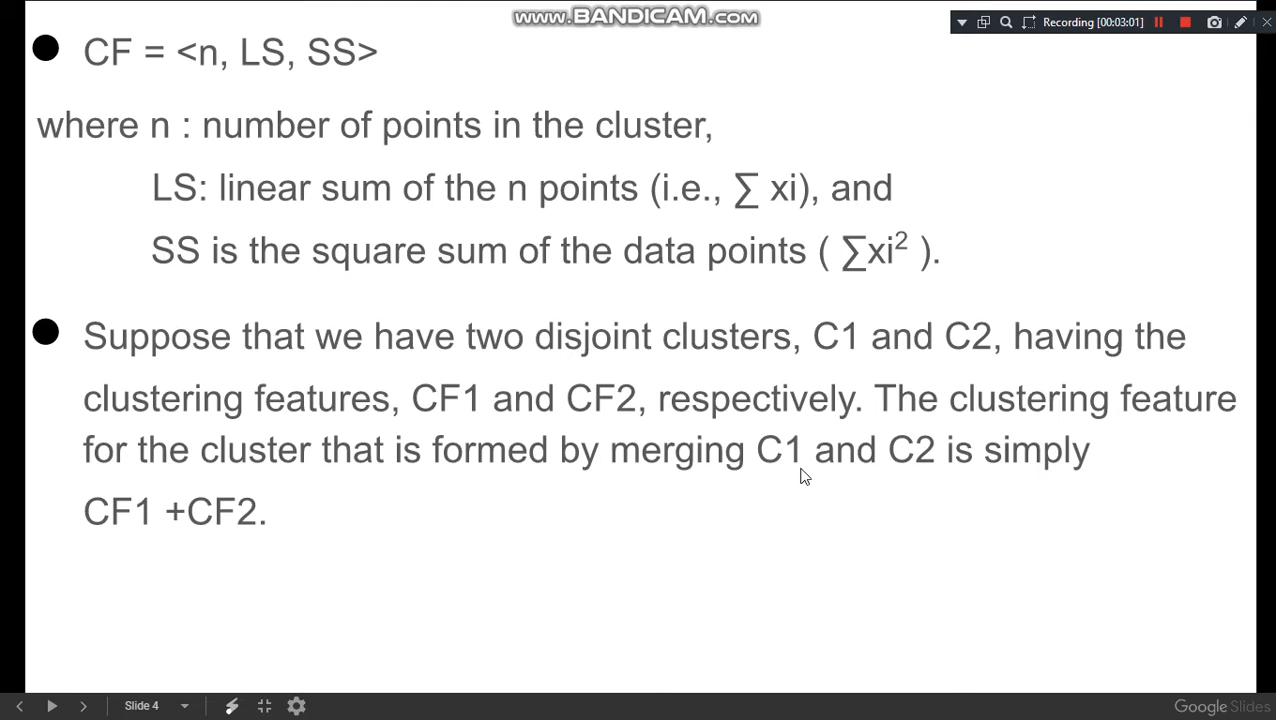 www.BANDICAM.com
Recording [00:03:01]
● CF = <n, LS, SS>
where n : number of points in the cluster,
LS: linear sum of the n points (i.e., ∑ xi), and
SS is the square sum of the data points ( ∑xi² ).
● Suppose that we have two disjoint clusters, C1 and C2, having the
clustering features, CF1 and CF2, respectively. The clustering feature
for the cluster that is formed by merging C1 and C2 is simply
CF1 +CF2.
Slide 4
Google Slides